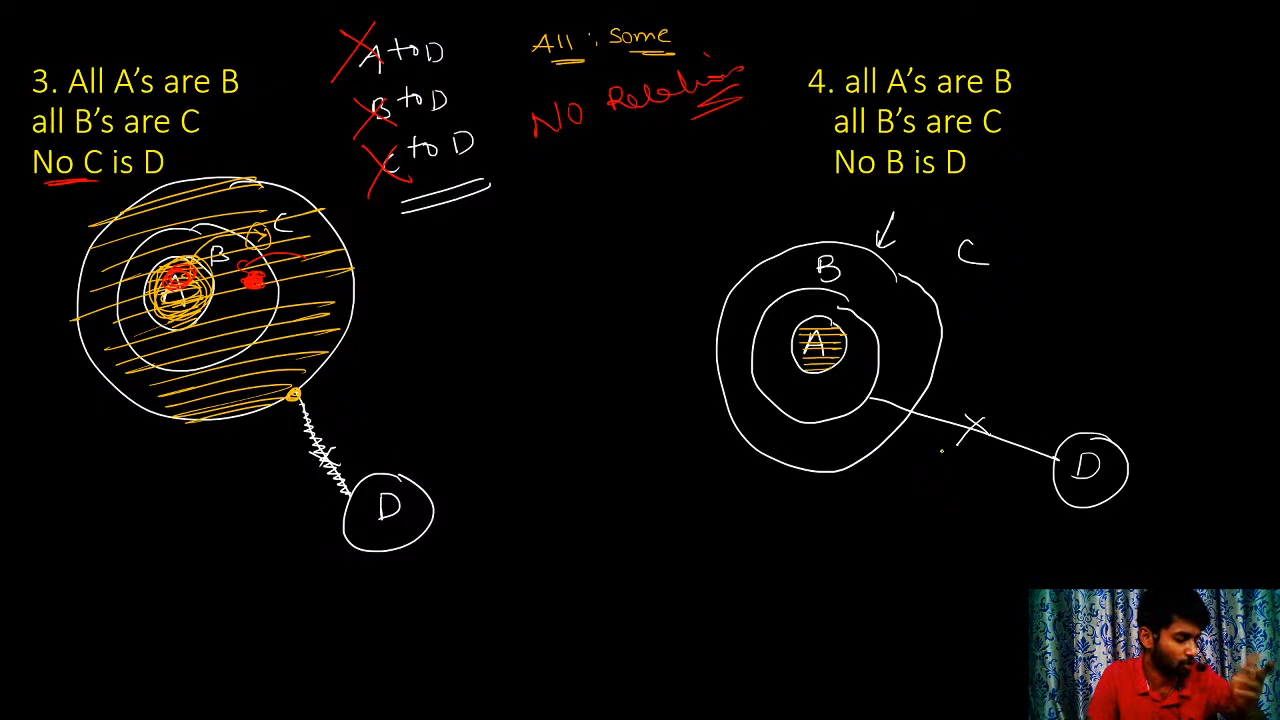 3. All A's are B
all B's are C
No C is D
A to D
B to D
C to D
All : Some
NO Relation
4. all A's are B
all B's are C
No B is D
C
B
A
D
B
C
A
D